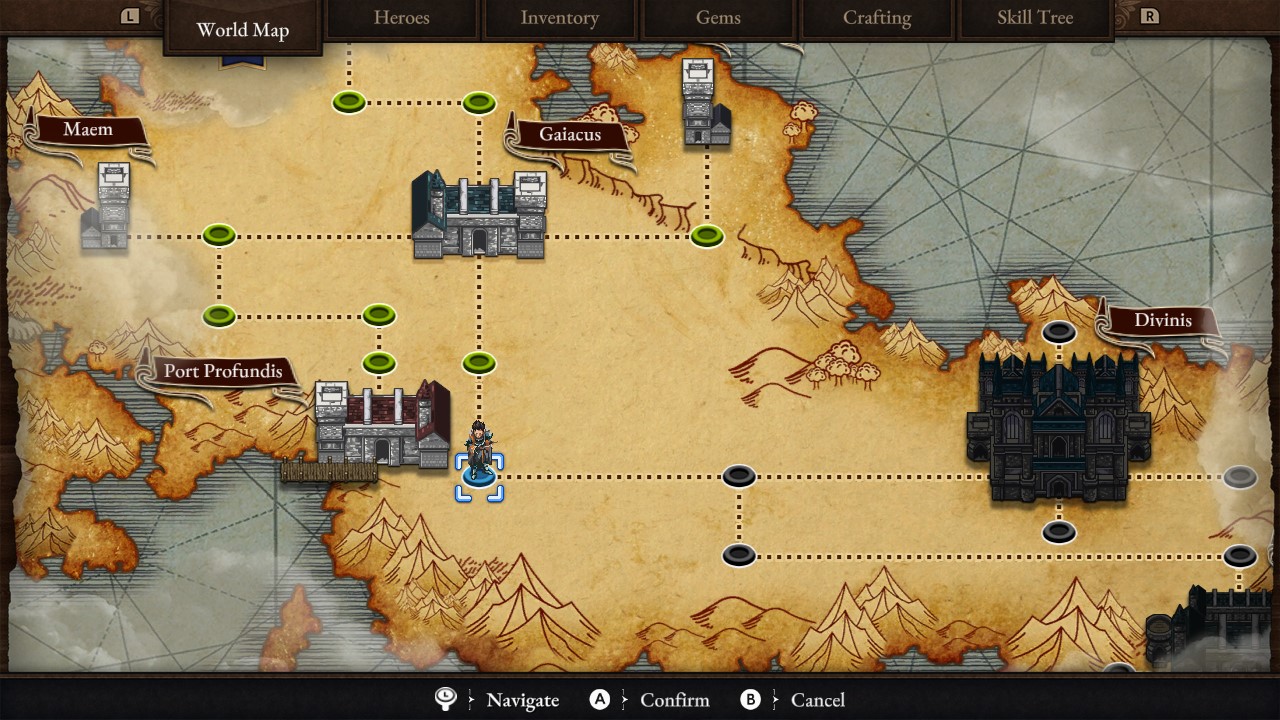 L
World Map
Heroes
Inventory
Gems
Crafting
Skill Tree
R
Maem
Gaiacus
Divinis
Port Profundis
L
Navigate
A
Confirm
B
Cancel